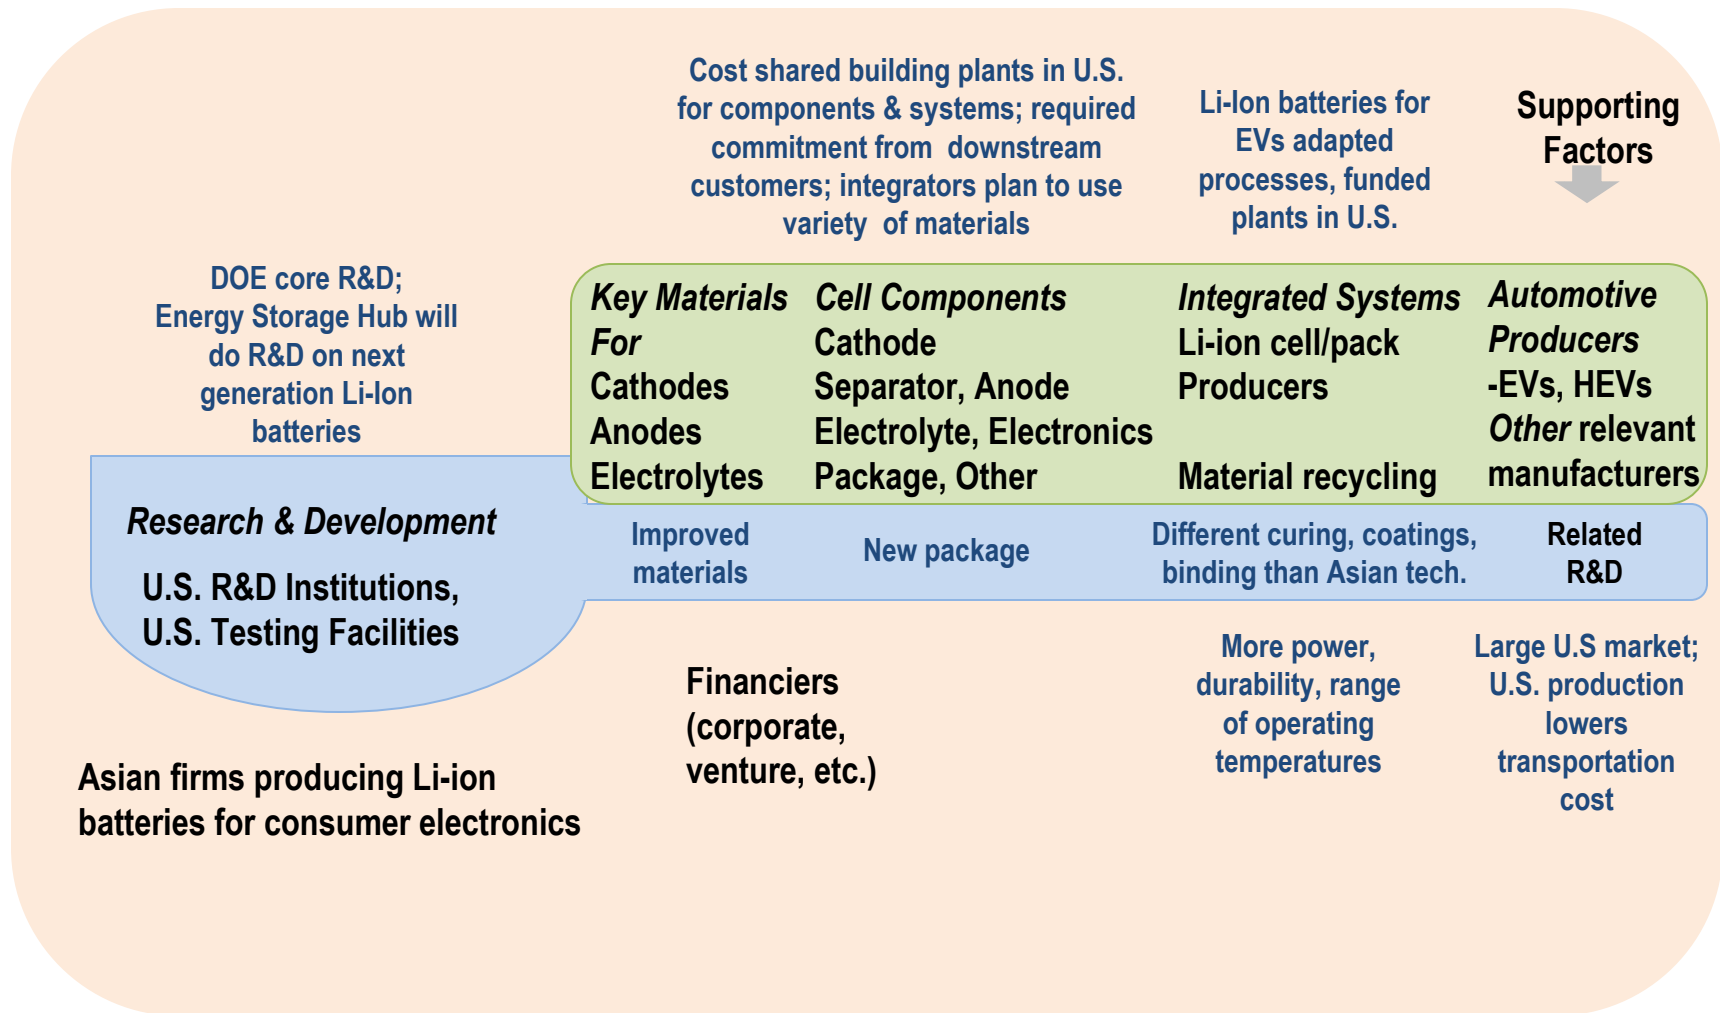 Cost shared building plants in U.S.
for components & systems; required
commitment from downstream
customers; integrators plan to use
variety of materials
Li-Ion batteries for
EVs adapted
processes, funded
plants in U.S.
Supporting
Factors
DOE core R&D;
Energy Storage Hub will
do R&D on next
generation Li-Ion
batteries
Key Materials
For
Cathodes
Anodes
Electrolytes
Cell Components
Cathode
Separator, Anode
Electrolyte, Electronics
Package, Other
Integrated Systems
Li-ion cell/pack
Producers
Material recycling
Automotive
Producers
-EVs, HEVs
Other relevant
manufacturers
Research & Development
U.S. R&D Institutions,
U.S. Testing Facilities
Improved
materials
New package
Different curing, coatings,
binding than Asian tech.
Related
R&D
Financiers
(corporate,
venture, etc.)
More power,
durability, range
of operating
temperatures
Large U.S market;
U.S. production
lowers
transportation
cost
Asian firms producing Li-ion
batteries for consumer electronics